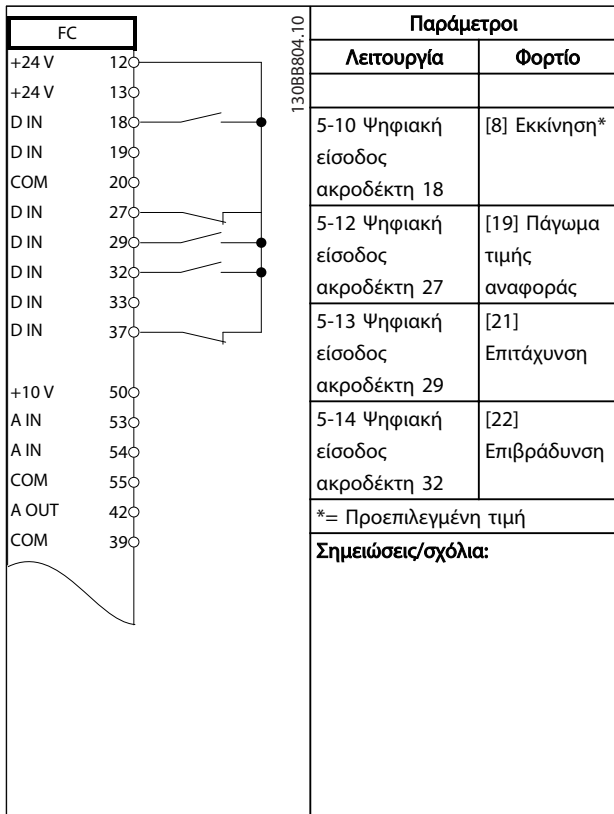 FC
+24 V 12
+24 V 13
D IN 18
D IN 19
COM 20
D IN 27
D IN 29
D IN 32
D IN 33
D IN 37
+10 V 50
A IN 53
A IN 54
COM 55
A OUT 42
COM 39
130BB804.10
Παράμετροι
Λειτουργία Φορτίο
5-10 Ψηφιακή [8] Εκκίνηση*
είσοδος
ακροδέκτη 18
5-12 Ψηφιακή [19] Πάγωμα
είσοδος τιμής
ακροδέκτη 27 αναφοράς
5-13 Ψηφιακή [21]
είσοδος Επιτάχυνση
ακροδέκτη 29
5-14 Ψηφιακή [22]
είσοδος Επιβράδυνση
ακροδέκτη 32
*= Προεπιλεγμένη τιμή
Σημειώσεις/σχόλια: